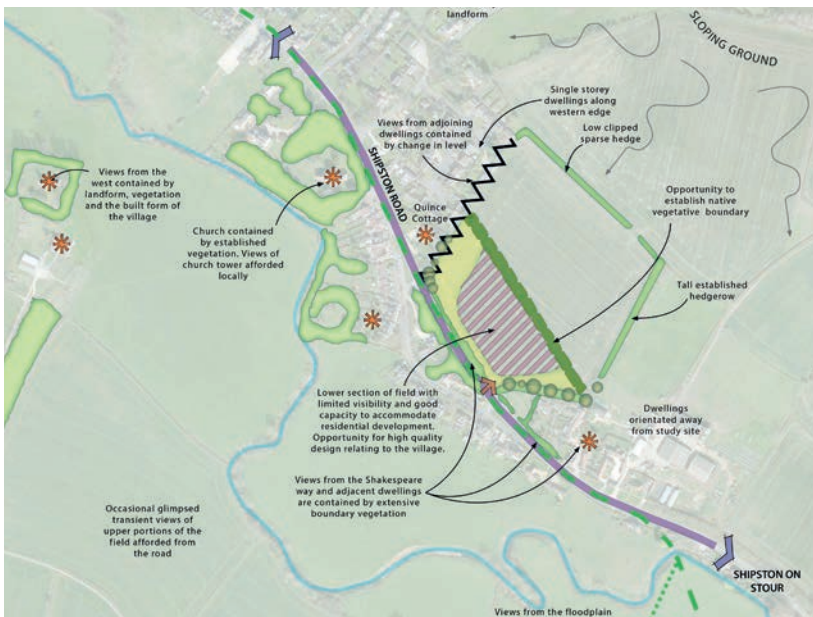 landform
SLOPING GROUND
Single storey
dwellings along
western edge
Views from adjoining
dwellings contained
by change in level
Low clipped
sparse hedge
Views from the
west contained by
landform, vegetation
and the built form of
the village
SHIPSTON ROAD
Opportunity to
establish native
vegetative boundary
Quince
Cottage
Church contained
by established
vegetation. Views of
church tower afforded
locally
Tall established
hedgerow
Lower section of field with
limited visibility and good
capacity to accommodate
residential development.
Opportunity for high quality
design relating to the village.
Dwellings
orientated away
from study site
Views from the Shakespeare
way and adjacent dwellings
are contained by extensive
boundary vegetation
Occasional glimpsed
transient views of
upper portions of the
field afforded from
the road
SHIPSTON ON
STOUR
Views from the floodplain